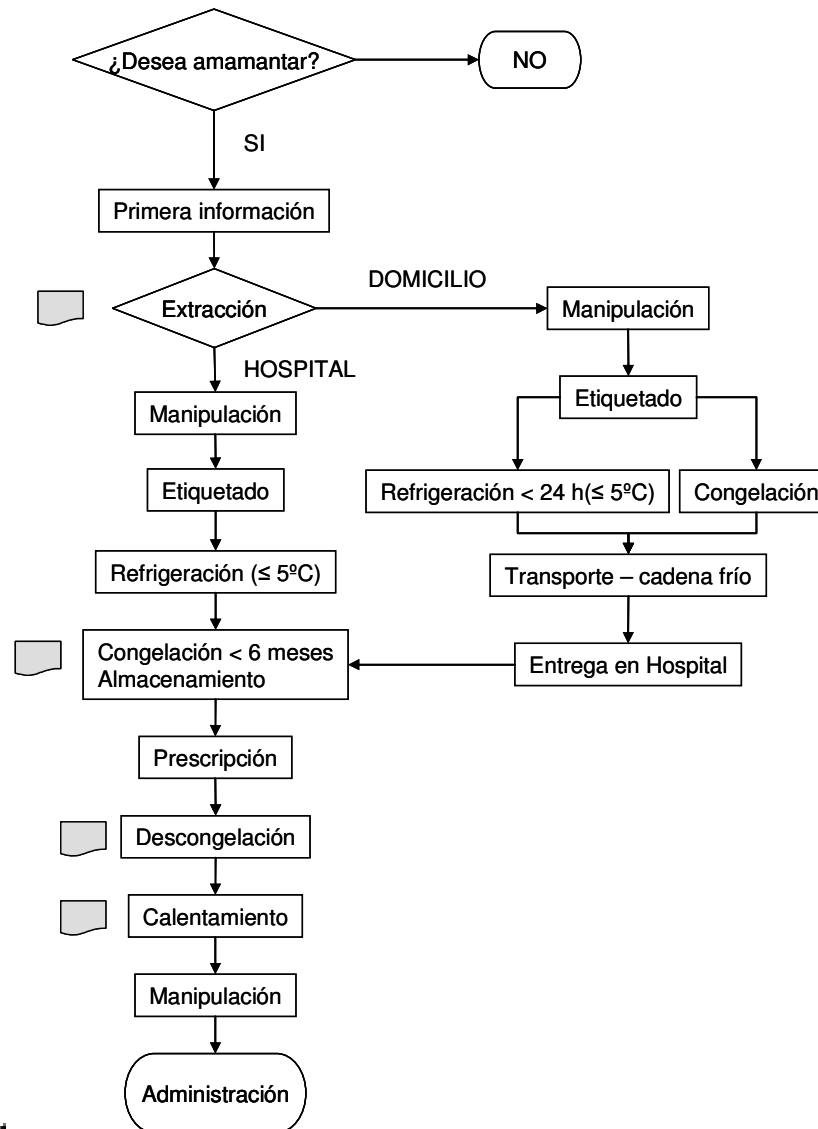 ¿Desea amamantar?
NO
SI
Primera información
Extracción
DOMICILIO
Manipulación
HOSPITAL
Manipulación
Etiquetado
Etiquetado
Refrigeración < 24 h(≤ 5ºC)
Congelación
Refrigeración (≤ 5ºC)
Transporte – cadena frío
Congelación < 6 meses
Almacenamiento
Entrega en Hospital
Prescripción
Descongelación
Calentamiento
Manipulación
Administración